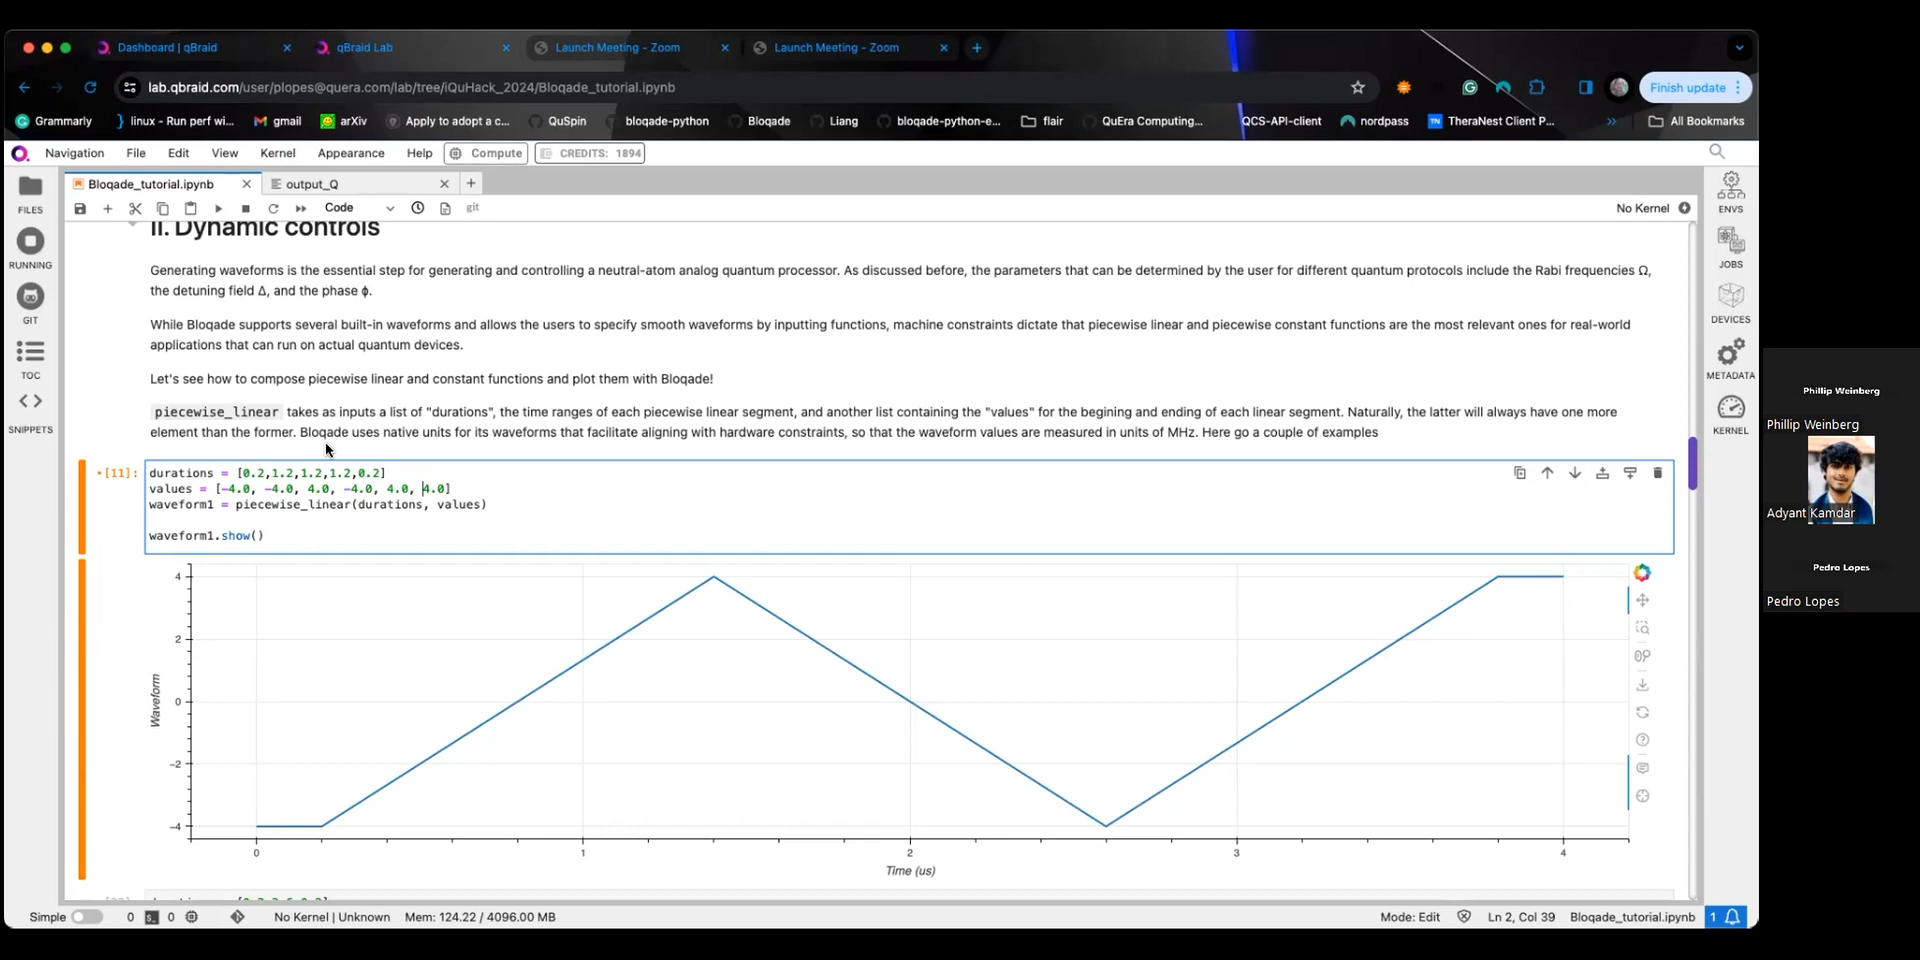 Dashboard | qBraid
qBraid Lab
Launch Meeting - Zoom
Launch Meeting - Zoom
lab.qbraid.com/user/plopes@quera.com/lab/tree/iQuHack_2024/Bloqade_tutorial.ipynb
Finish update
Grammarly
linux - Run perf wi...
gmail
arXiv
Apply to adopt a c...
QuSpin
bloqade-python
Bloqade
Liang
bloqade-python-e...
flair
QuEra Computing...
QCS-API-client
nordpass
TN
TheraNest Client P...
»
All Bookmarks
Navigation
File
Edit
View
Kernel
Appearance
Help
Compute
CREDITS: 1894
Bloqade_tutorial.ipynb
output_Q
Code
git
No Kernel
FILES
RUNNING
GIT
TOC
SNIPPETS
II. Dynamic controls
Generating waveforms is the essential step for generating and controlling a neutral-atom analog quantum processor. As discussed before, the parameters that can be determined by the user for different quantum protocols include the Rabi frequencies Ω,
the detuning field Δ, and the phase ϕ.
While Bloqade supports several built-in waveforms and allows the users to specify smooth waveforms by inputting functions, machine constraints dictate that piecewise linear and piecewise constant functions are the most relevant ones for real-world
applications that can run on actual quantum devices.
Let's see how to compose piecewise linear and constant functions and plot them with Bloqade!
piecewise_linear takes as inputs a list of "durations", the time ranges of each piecewise linear segment, and another list containing the "values" for the begining and ending of each linear segment. Naturally, the latter will always have one more
element than the former. Bloqade uses native units for its waveforms that facilitate aligning with hardware constraints, so that the waveform values are measured in units of MHz. Here go a couple of examples
[11]:
durations = [0.2,1.2,1.2,1.2,0.2]
values = [-4.0, -4.0, 4.0, -4.0, 4.0, 4.0]
waveform1 = piecewise_linear(durations, values)
waveform1.show()
4
2
0
-2
-4
Waveform
0
1
2
3
4
Time (us)
ENVS
JOBS
DEVICES
METADATA
KERNEL
Simple
0
0
No Kernel | Unknown
Mem: 124.22 / 4096.00 MB
Mode: Edit
Ln 2, Col 39
Bloqade_tutorial.ipynb
1
Phillip Weinberg
Phillip Weinberg
Adyant Kamdar
Pedro Lopes
Pedro Lopes